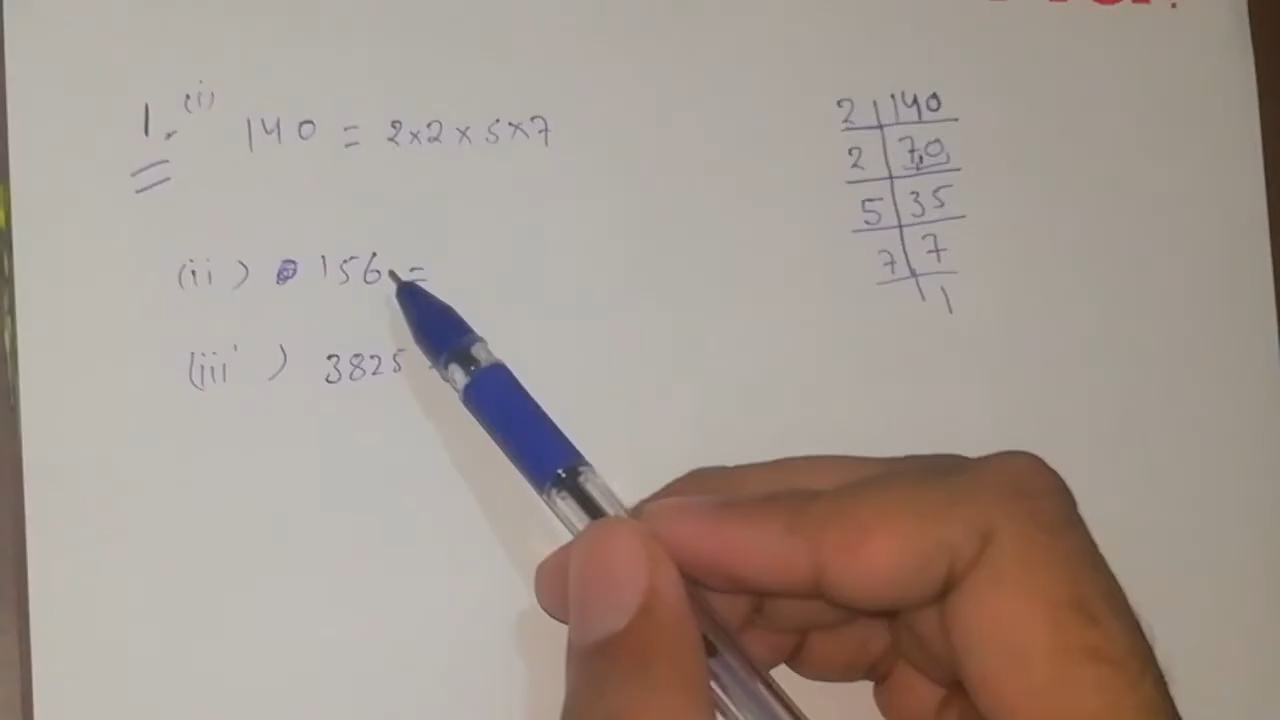 1. (i) 140 = 2×2×5×7
(ii) 156 =
(iii) 3825
2 | 140
2 | 70
5 | 35
7 | 7
1